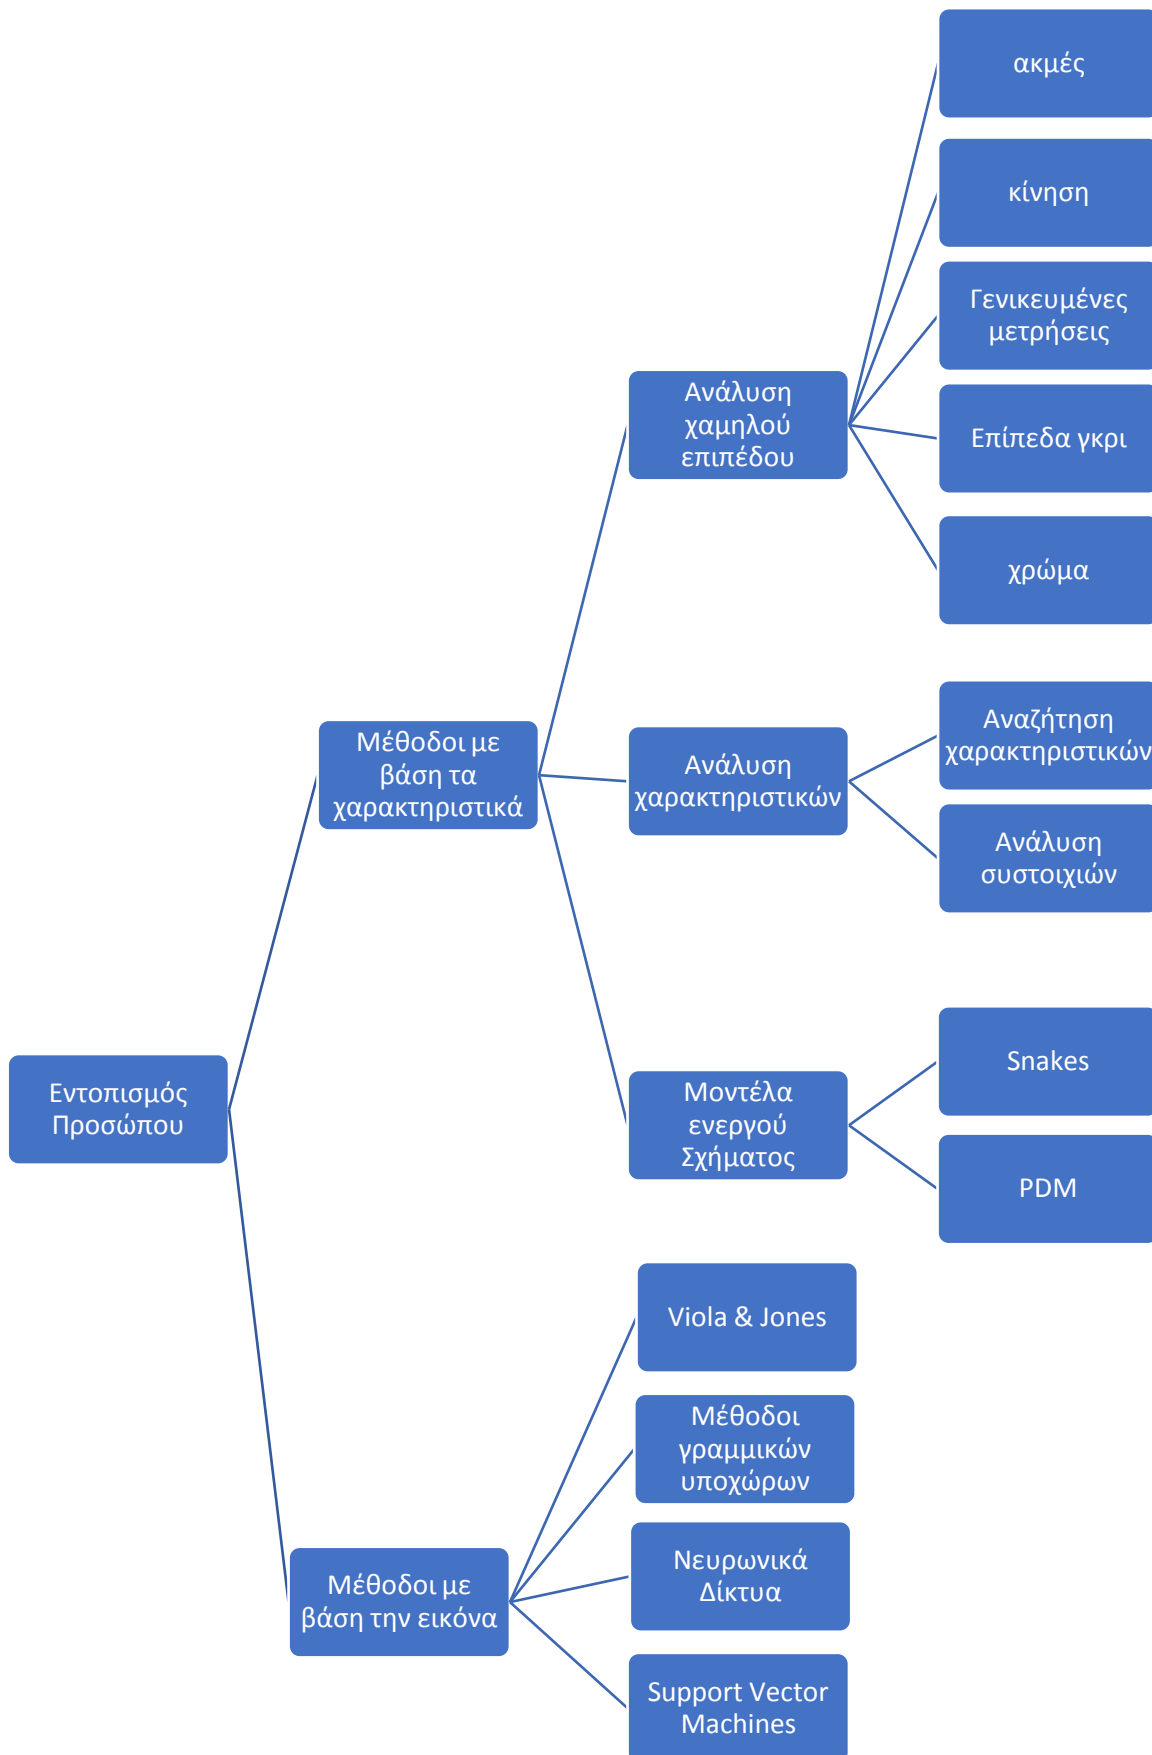 ακμές
κίνηση
Γενικευμένες
μετρήσεις
Ανάλυση
χαμηλού
επιπέδου
Επίπεδα γκρι
χρώμα
Μέθοδοι με
βάση τα
χαρακτηριστικά
Ανάλυση
χαρακτηριστικών
Αναζήτηση
χαρακτηριστικών
Ανάλυση
συστοιχιών
Εντοπισμός
Προσώπου
Μοντέλα
ενεργού
Σχήματος
Snakes
PDM
Viola & Jones
Μέθοδοι
γραμμικών
υποχώρων
Μέθοδοι με
βάση την εικόνα
Νευρωνικά
Δίκτυα
Support Vector
Machines